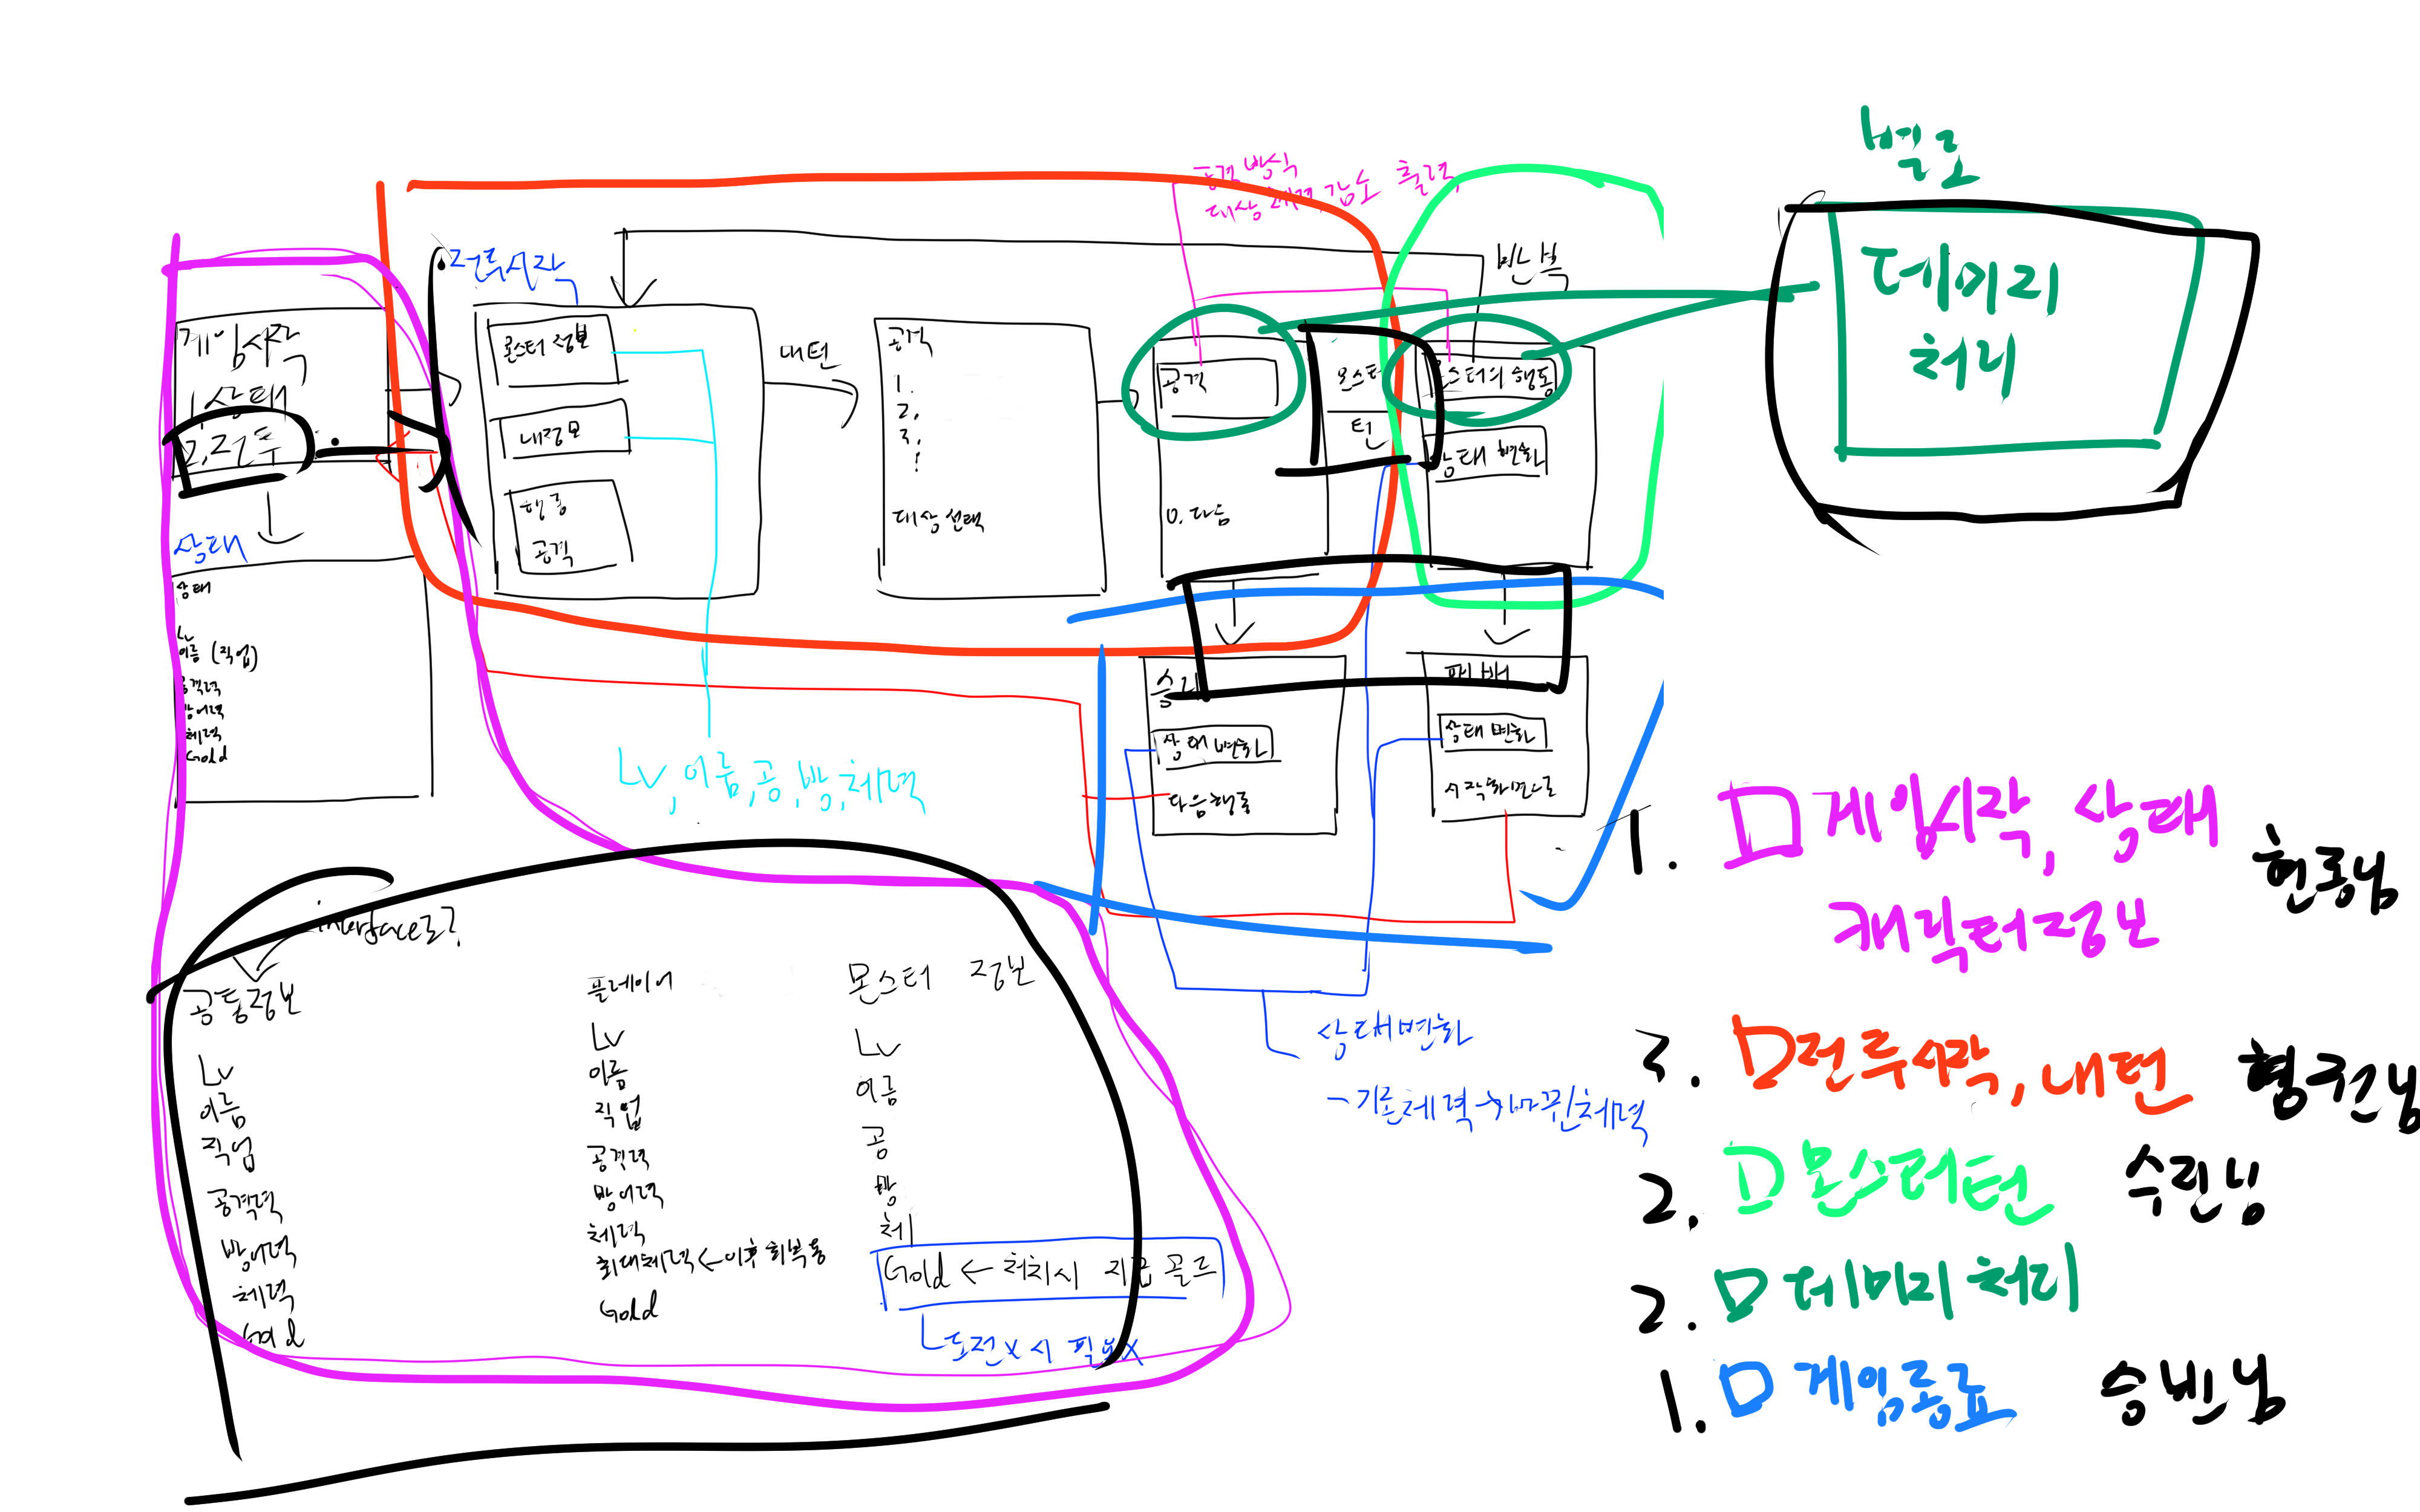 별도
데미지
처리
공격 방식
대상 체력 감소 출력
반복
전투시작
게임시작
1. 상태
2. 전투
몬스터 정보
내정보
행동
공격
내턴
공격
1.
2.
3.
대상 선택
공격
0. 다음
몬스터
턴
몬스터의 행동
상태 변화
상태
상태
Lv
이름 (직업)
공격력
방어력
체력
Gold
Lv, 이름, 공, 방, 체력
승리
상태 변화
다음행동
패배
상태 변화
시작화면으로
상태변화
- 기존체력 → 바뀐체력
interface로?
공통정보
Lv
이름
직업
공격력
방어력
체력
Gold
플레이어
Lv
이름
직업
공격력
방어력
체력
최대체력 ← 이후 회복용
Gold
몬스터 정보
Lv
이름
공
방
체
Gold ← 처치시 지급 골드
도전X 시 필요X
1. 게임시작, 상태
캐릭터정보
3. 전투시작, 내턴
2. 몬스터턴 수린님
2. 데미지 처리
1. 게임종료 승빈님